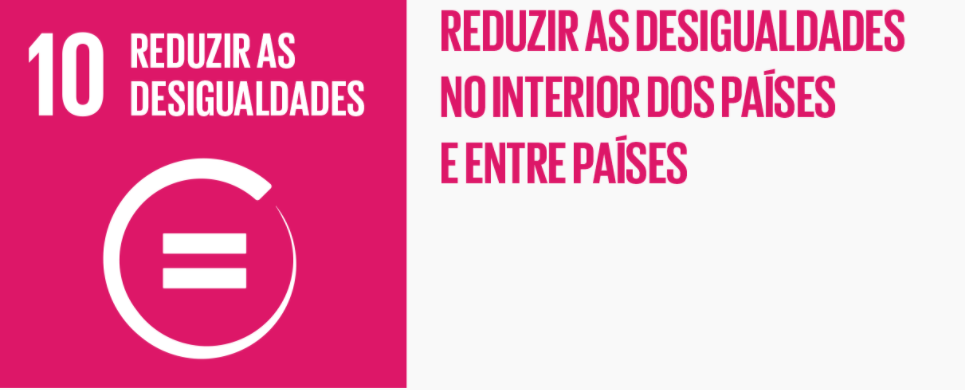 10 REDUZIR AS
DESIGUALDADES
=
REDUZIR AS DESIGUALDADES
NO INTERIOR DOS PAÍSES
E ENTRE PAÍSES